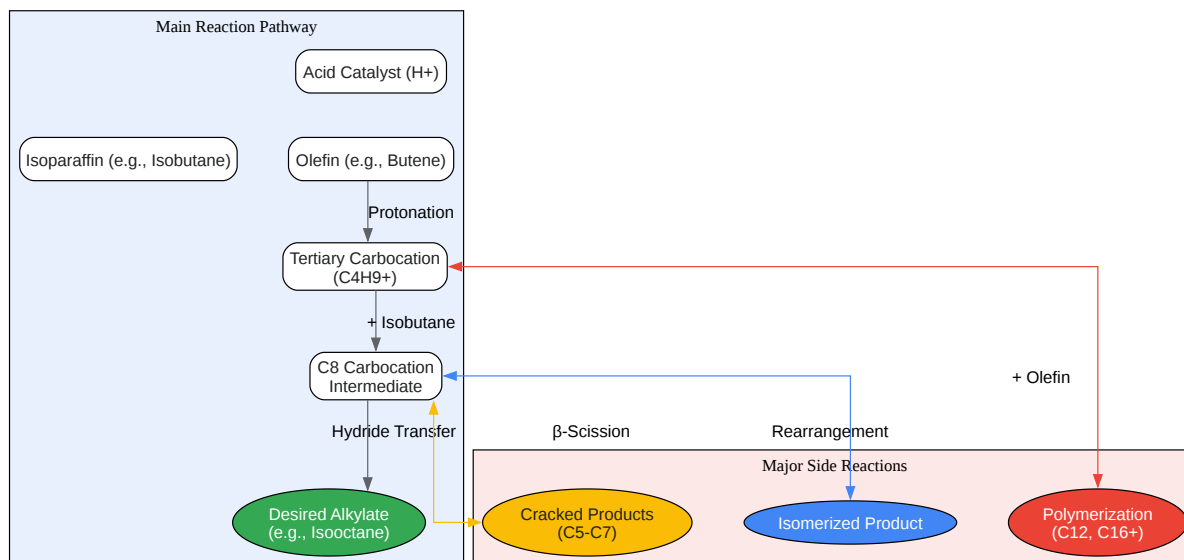 Main Reaction Pathway
Acid Catalyst (H+)
Isoparaffin (e.g., Isobutane)
Olefin (e.g., Butene)
Protonation
Tertiary Carbocation
(C4H9+)
+ Isobutane
C8 Carbocation
Intermediate
+ Olefin
Hydride Transfer
β-Scission
Rearrangement
Major Side Reactions
Desired Alkylate
(e.g., Isooctane)
Cracked Products
(C5-C7)
Isomerized Product
Polymerization
(C12, C16+)